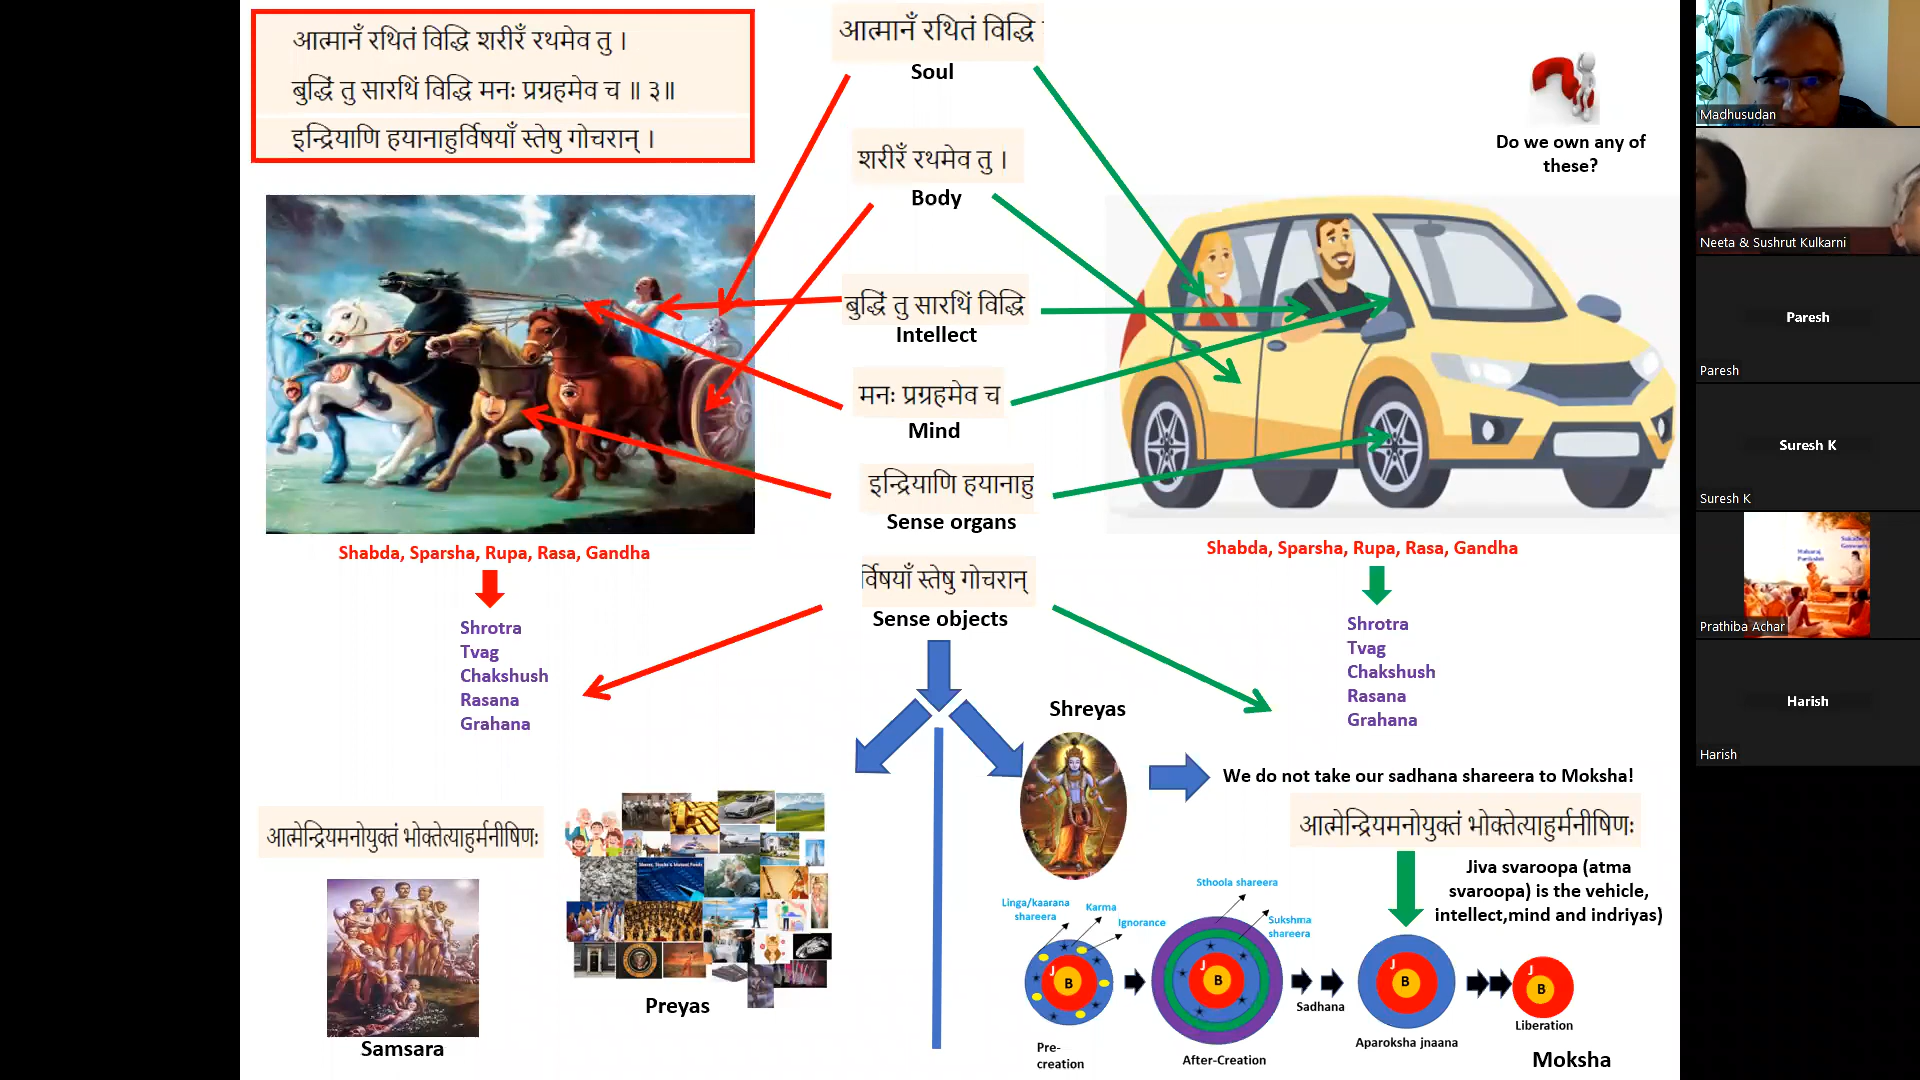 आत्मानँ रथितं विद्धि शरीरँ रथमेव तु ।
बुद्धिं तु सारथिं विद्धि मनः प्रग्रहमेव च ॥ ३॥
इन्द्रियाणि हयानाहुर्विषयाँ स्तेषु गोचरान् ।
आत्मानँ रथितं विद्धि
Soul
शरीरँ रथमेव तु ।
Body
बुद्धिं तु सारथिं विद्धि
Intellect
मनः प्रग्रहमेव च
Mind
इन्द्रियाणि हयानाहु
Sense organs
र्विषयाँ स्तेषु गोचरान्
Sense objects
Do we own any of
these?
Shabda, Sparsha, Rupa, Rasa, Gandha
Shrotra
Tvag
Chakshush
Rasana
Grahana
Shabda, Sparsha, Rupa, Rasa, Gandha
Shrotra
Tvag
Chakshush
Rasana
Grahana
आत्मेन्द्रियमनोयुक्तं भोक्तेत्याहुर्मनीषिणः
Samsara
Preyas
Shreyas
We do not take our sadhana shareera to Moksha!
आत्मेन्द्रियमनोयुक्तं भोक्तेत्याहुर्मनीषिणः
Jiva svaroopa (atma
svaroopa) is the vehicle,
intellect,mind and indriyas)
Linga/kaarana
shareera
Karma
Ignorance
J
B
Pre-
creation
Sthoola shareera
Sukshma
shareera
J
B
After-Creation
Sadhana
J
B
Aparoksha jnaana
J
B
Liberation
Moksha
Madhusudan
Neeta & Sushrut Kulkarni
Paresh
Paresh
Suresh K
Suresh K
Prathiba Achar
Harish
Harish